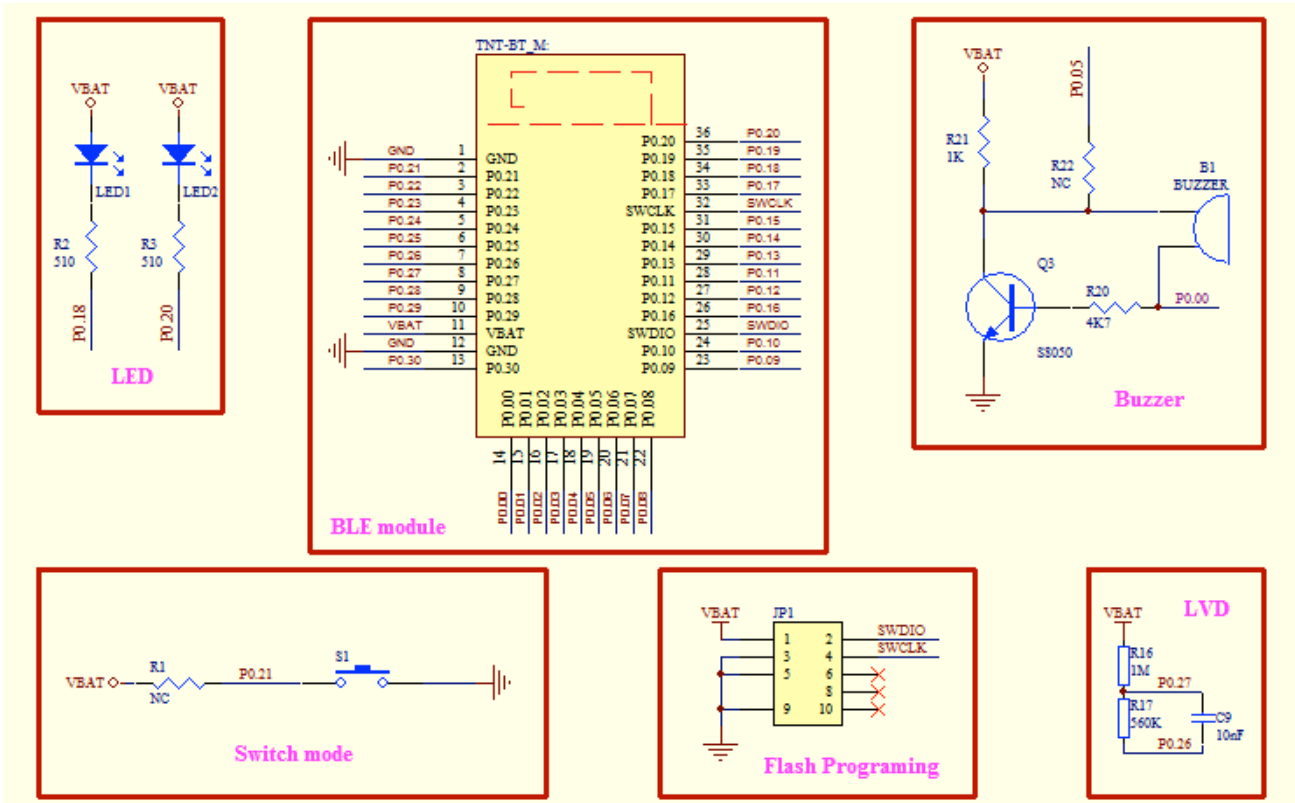 VBAT
VBAT
LED1
LED2
R2
510
R3
510
P0.18
P0.20
LED
TNT-BT_M:
GND
P0.21
P0.22
P0.23
P0.24
P0.25
P0.26
P0.27
P0.28
P0.29
VBAT
GND
P0.30
1
2
3
4
5
6
7
8
9
10
11
12
13
GND
P0.21
P0.22
P0.23
P0.24
P0.25
P0.26
P0.27
P0.28
P0.29
VBAT
GND
P0.30
P0.20
P0.19
P0.18
P0.17
SWCLK
P0.15
P0.14
P0.13
P0.11
P0.12
P0.16
SWDIO
P0.10
P0.09
36
35
34
33
32
31
30
29
28
27
26
25
24
23
P0.20
P0.19
P0.18
P0.17
SWCLK
P0.15
P0.14
P0.13
P0.11
P0.12
P0.16
SWDIO
P0.10
P0.09
P0.00
P0.01
P0.02
P0.03
P0.04
P0.05
P0.06
P0.07
P0.08
14
15
16
17
18
19
20
21
22
P0.00
P0.01
P0.02
P0.03
P0.04
P0.05
P0.06
P0.07
P0.08
BLE module
VBAT
P0.05
R21
1K
R22
NC
B1
BUZZER
Q3
R20
4K7
P0.00
S8050
Buzzer
VBAT
R1
NC
P0.21
S1
Switch mode
VBAT
JP1
1
2
SWDIO
3
4
SWCLK
5
6
8
9
10
Flash Programing
VBAT
LVD
R16
1M
P0.27
R17
560K
C9
10nF
P0.26